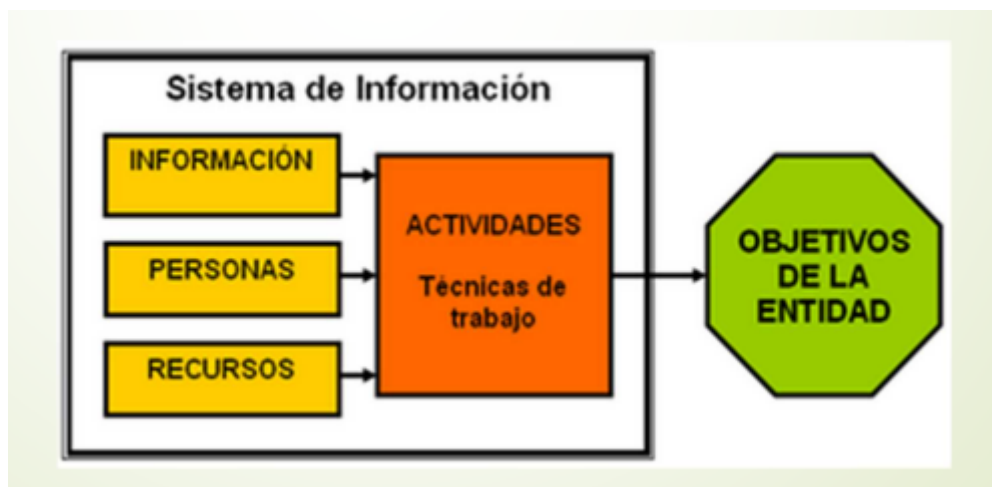 Sistema de Información
INFORMACIÓN
PERSONAS
RECURSOS
ACTIVIDADES
Técnicas de
trabajo
OBJETIVOS
DE LA
ENTIDAD